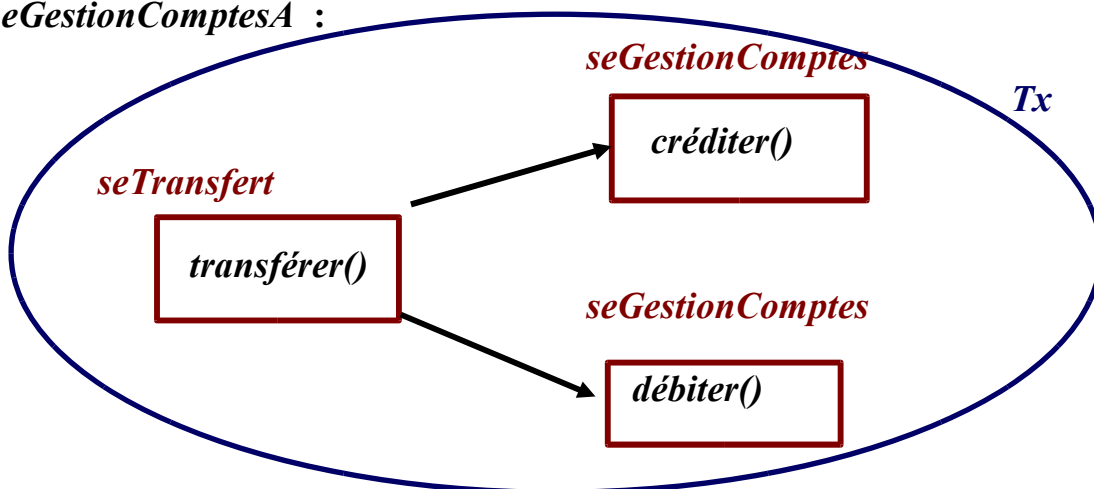 eGestionComptesA :
seGestionComptes
Tx
créditer()
seTransfert
transférer()
seGestionComptes
débiter()